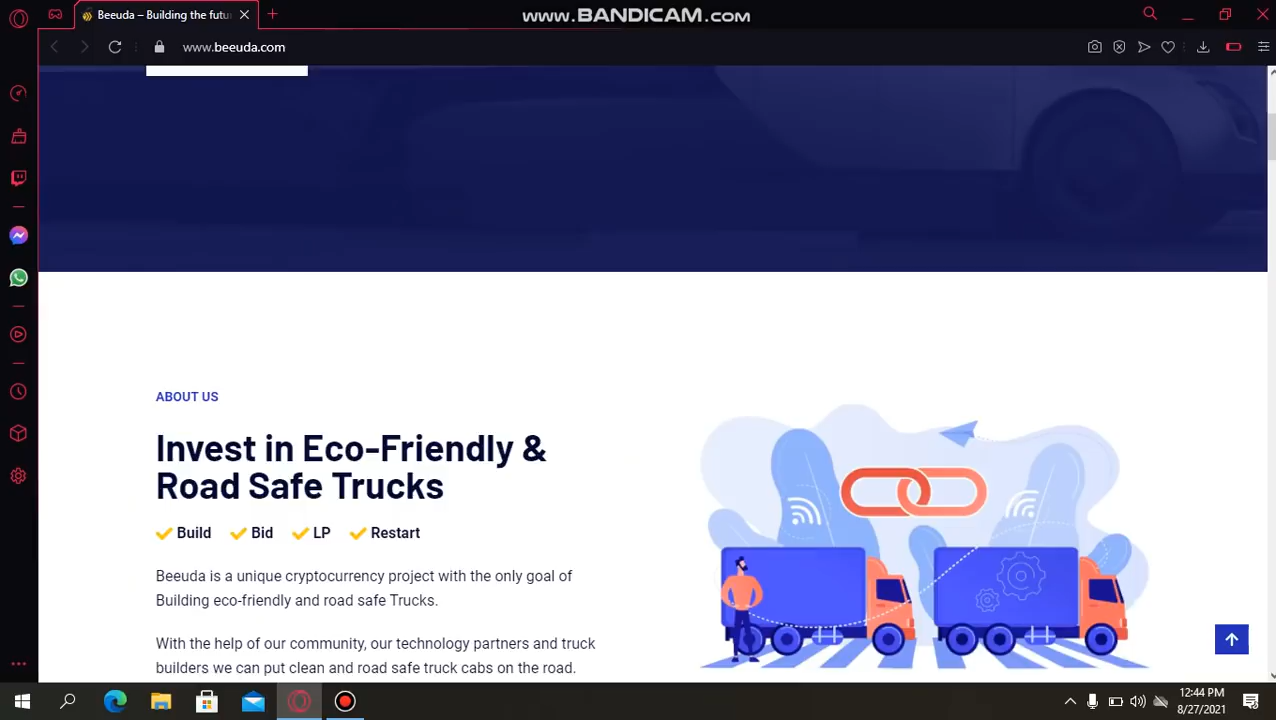 Beeuda – Building the futu
www.BANDICAM.com
www.beeuda.com
ABOUT US
Invest in Eco-Friendly &
Road Safe Trucks
Build Bid LP Restart
Beeuda is a unique cryptocurrency project with the only goal of
Building eco-friendly and road safe Trucks.
With the help of our community, our technology partners and truck
builders we can put clean and road safe truck cabs on the road.
12:44 PM
8/27/2021